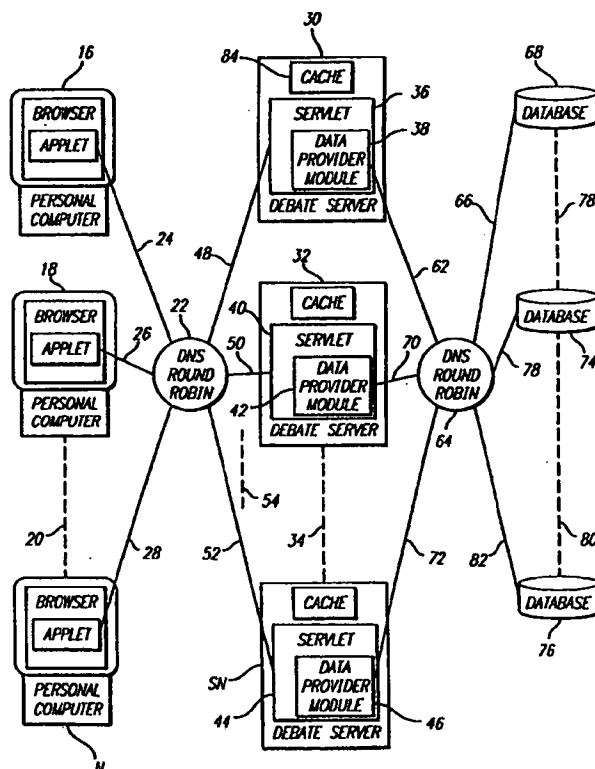 30
16
84
CACHE
36
68
BROWSER
SERVLET
38
DATABASE
APPLET
DATA
PROVIDER
MODULE
PERSONAL
COMPUTER
DEBATE SERVER
66
78
24
48
62
18
32
22
40
CACHE
BROWSER
SERVLET
DATABASE
APPLET
26
DNS
ROUND
ROBIN
50
DATA
PROVIDER
MODULE
70
DNS
ROUND
ROBIN
78
74
PERSONAL
COMPUTER
42
DEBATE SERVER
64
54
20
28
52
34
72
82
80
CACHE
DATABASE
BROWSER
SERVLET
APPLET
SN
DATA
PROVIDER
MODULE
76
PERSONAL
COMPUTER
44
46
DEBATE SERVER
N